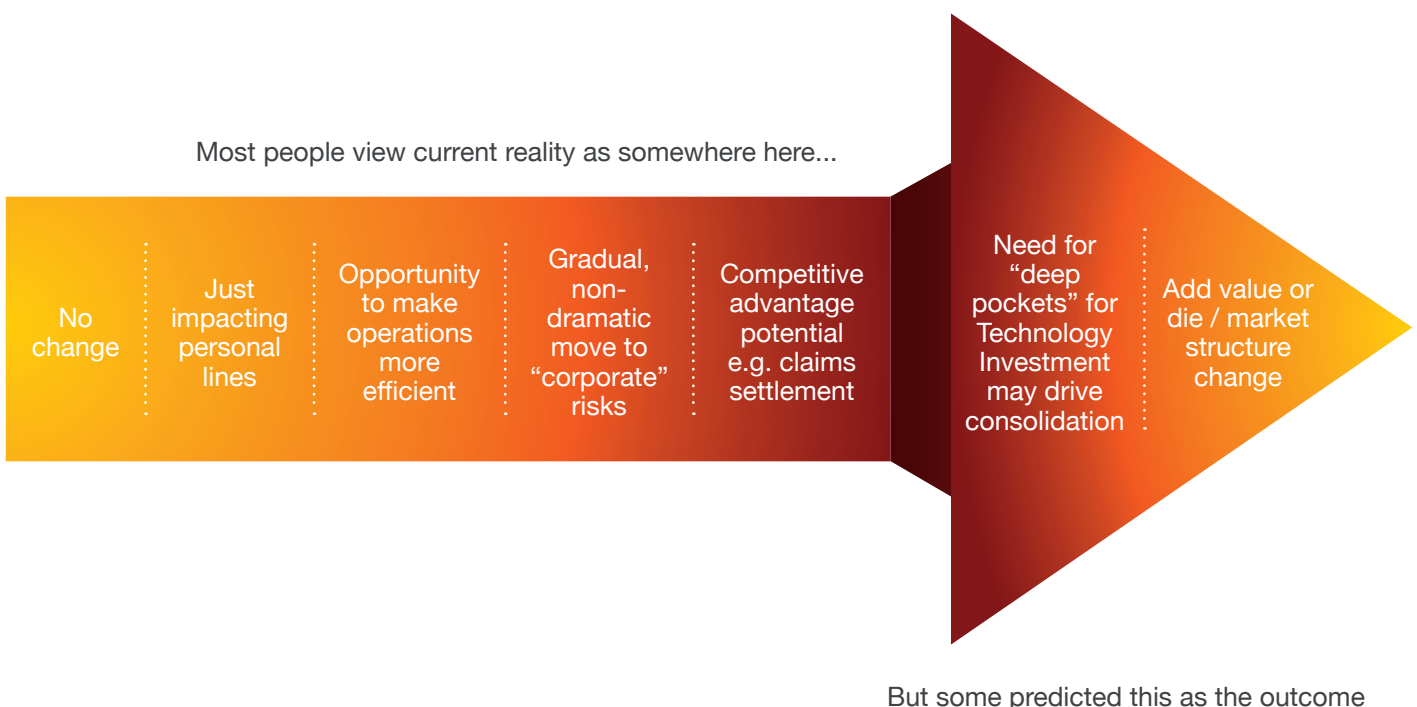 Most people view current reality as somewhere here...
No
change
Just
impacting
personal
lines
Opportunity
to make
operations
more
efficient
Gradual,
non-
dramatic
move to
“corporate”
risks
Competitive
advantage
potential
e.g. claims
settlement
Need for
“deep
pockets” for
Technology
Investment
may drive
consolidation
Add value or
die / market
structure
change
But some predicted this as the outcome